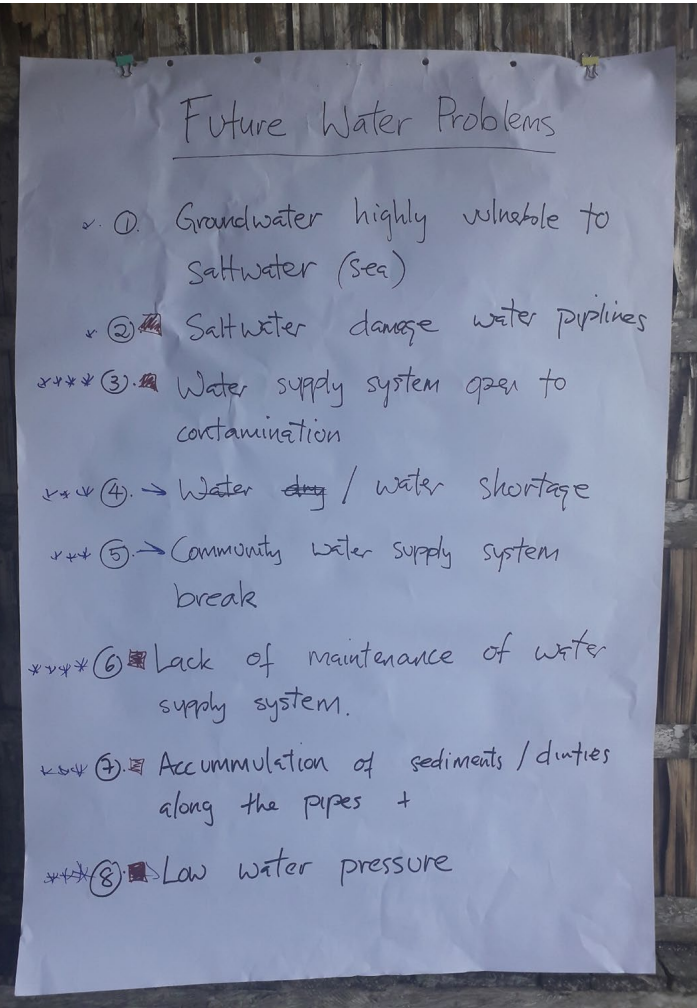 Future Water Problems
* ①. Groundwater highly vulnerable to
saltwater (sea)
* ② Saltwater damage water piplines
**** ③. Water supply system open to
contamination
*** ④. → Water dry / water shortage
*** ⑤. → Community water supply system
break
**** ⑥ Lack of maintenance of water
supply system.
*** ⑦. Accummulation of sediments / dirties
along the pipes +
*** ⑧. Low water pressure